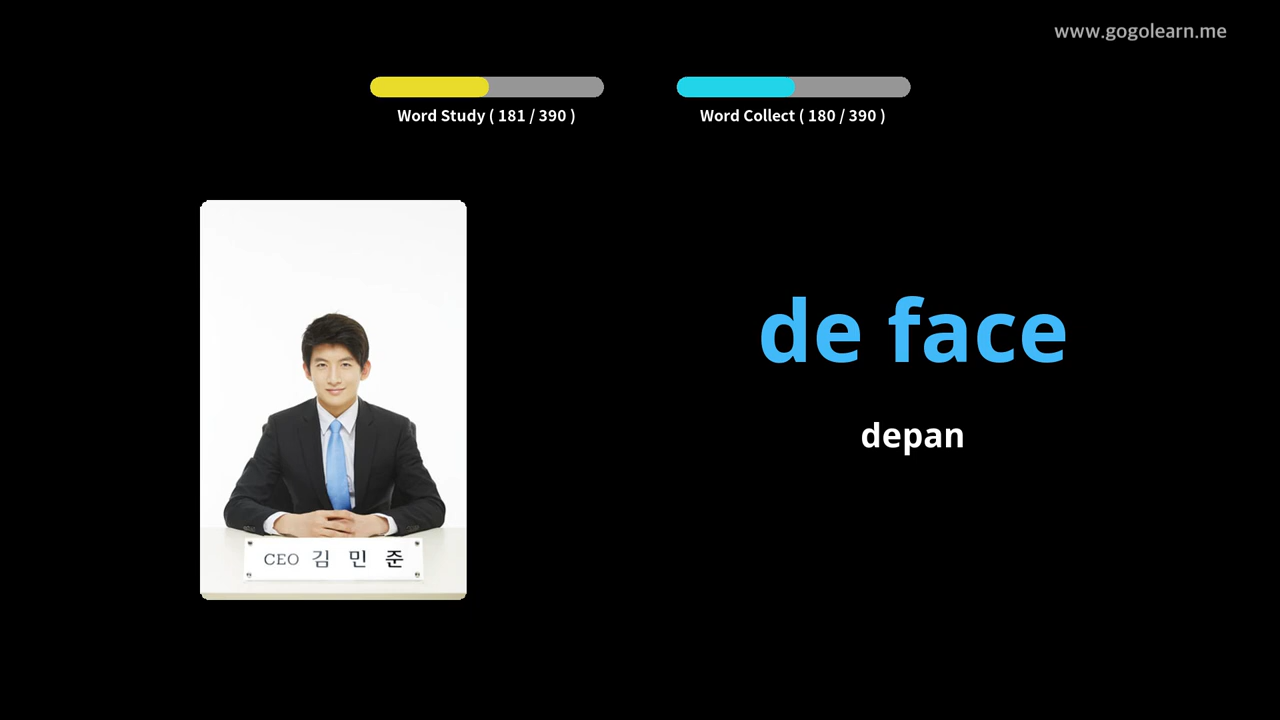 www.gogolearn.me
Word Study ( 181 / 390 )
Word Collect ( 180 / 390 )
de face
depan
CEO 김 민 준